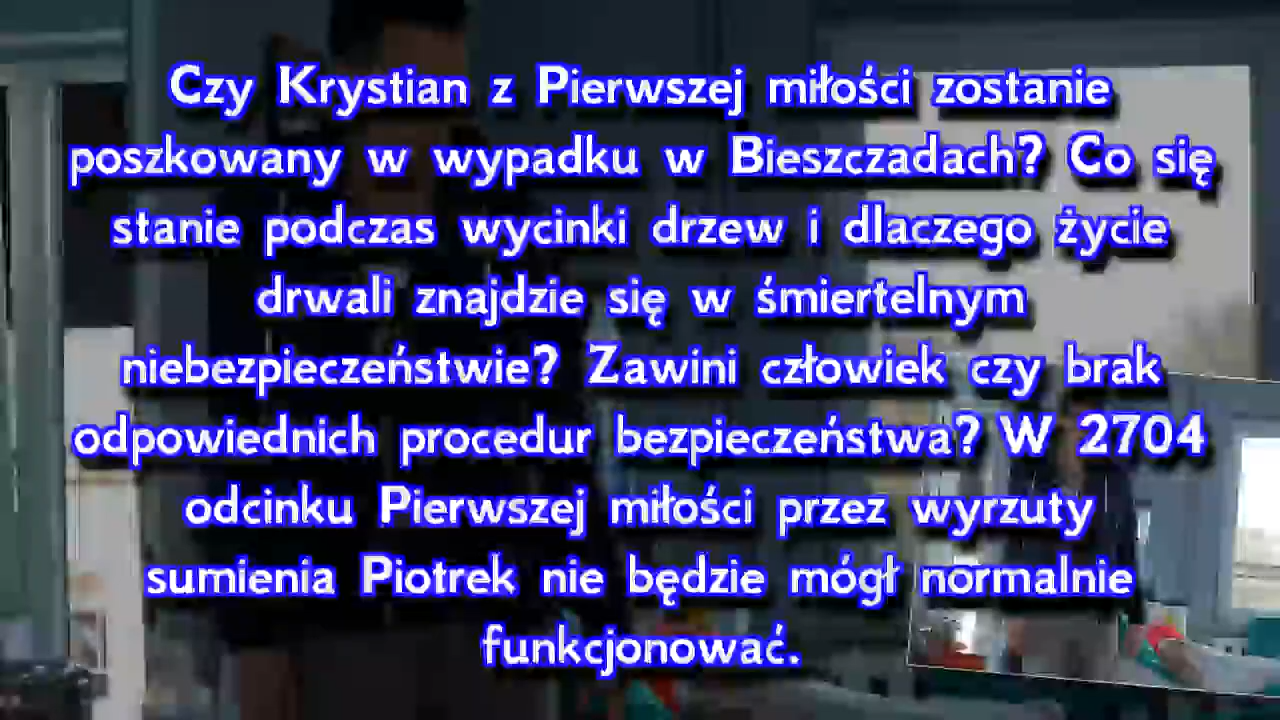 Czy Krystian z Pierwszej miłości zostanie
poszkowany w wypadku w Bieszczadach? Co się
stanie podczas wycinki drzew i dlaczego życie
drwali znajdzie się w śmiertelnym
niebezpieczeństwie? Zawini człowiek czy brak
odpowiednich procedur bezpieczeństwa? W 2704
odcinku Pierwszej miłości przez wyrzuty
sumienia Piotrek nie będzie mógł normalnie
funkcjonować.